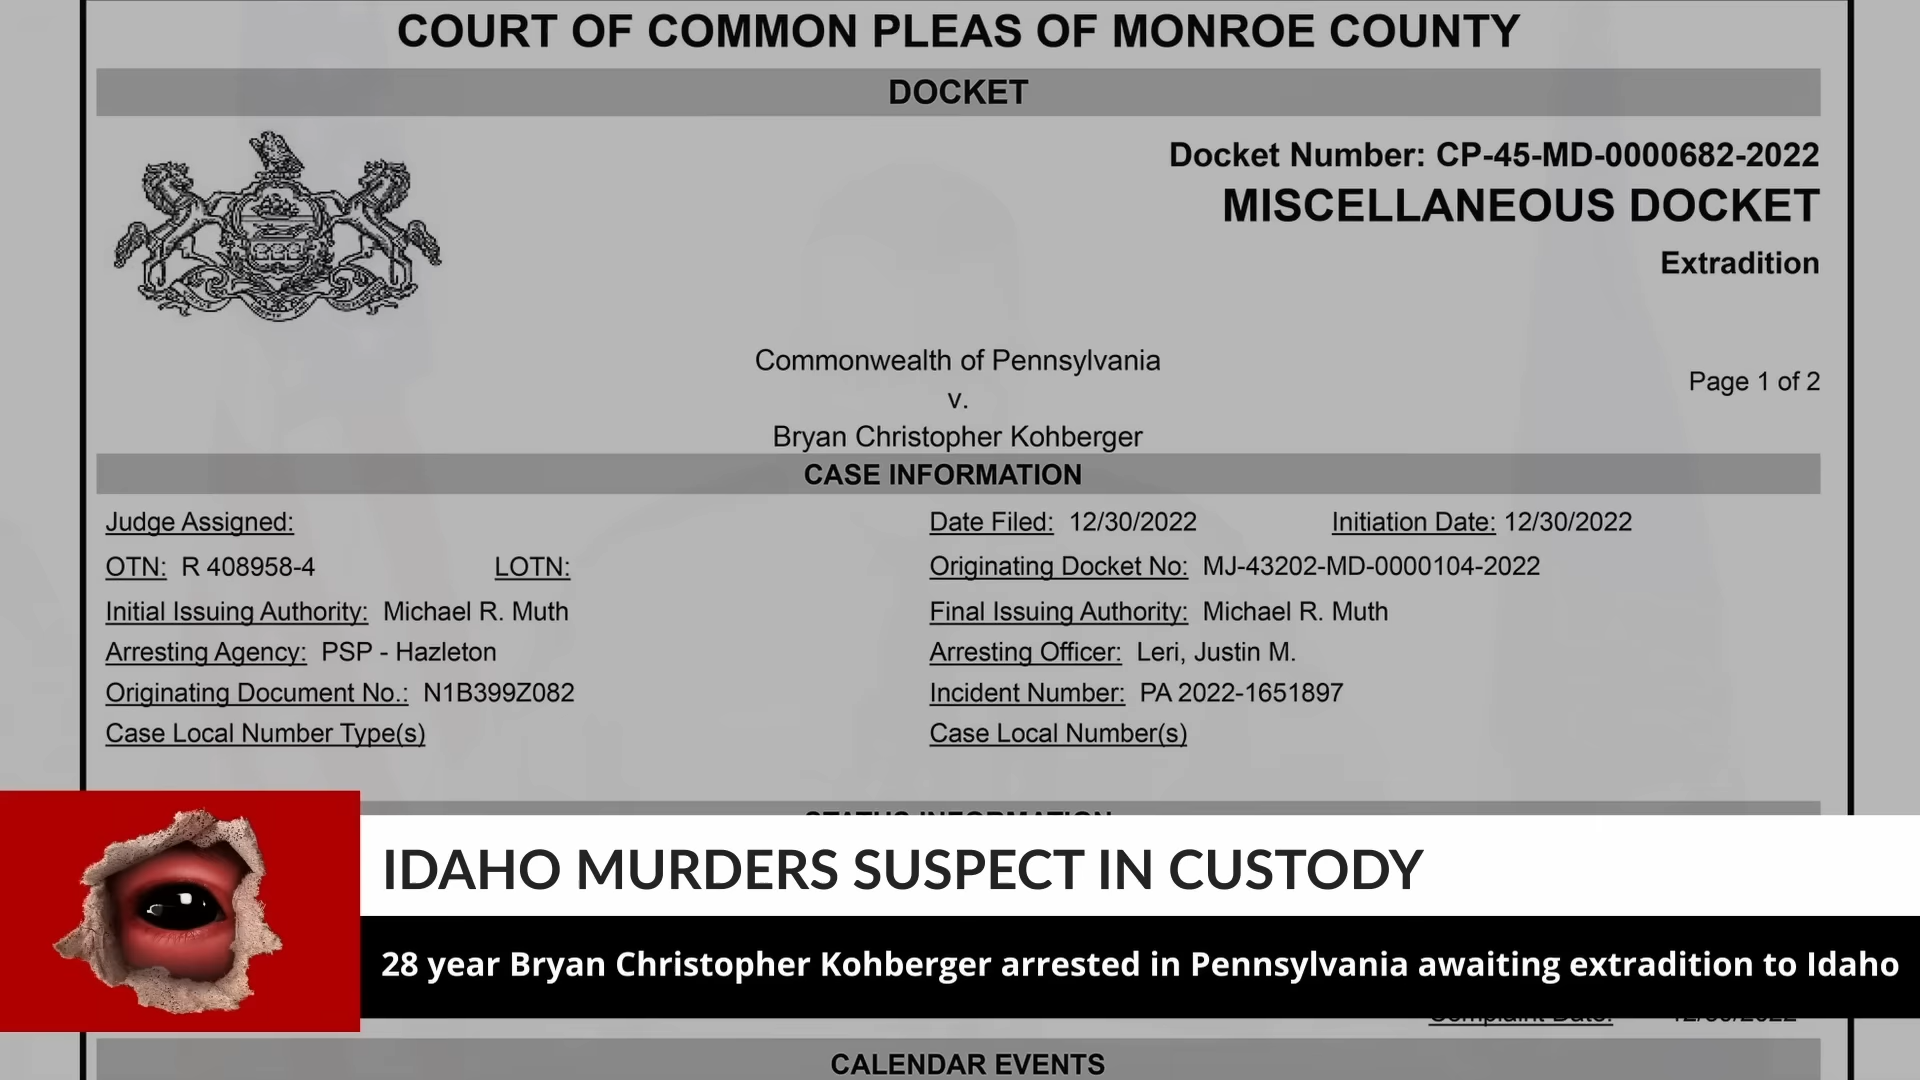 COURT OF COMMON PLEAS OF MONROE COUNTY
DOCKET
Docket Number: CP-45-MD-0000682-2022
MISCELLANEOUS DOCKET
Extradition
Commonwealth of Pennsylvania
v.
Bryan Christopher Kohberger
Page 1 of 2
CASE INFORMATION
Judge Assigned: Date Filed: 12/30/2022 Initiation Date: 12/30/2022
OTN: R 408958-4 LOTN: Originating Docket No: MJ-43202-MD-0000104-2022
Initial Issuing Authority: Michael R. Muth Final Issuing Authority: Michael R. Muth
Arresting Agency: PSP - Hazleton Arresting Officer: Leri, Justin M.
Originating Document No.: N1B399Z082 Incident Number: PA 2022-1651897
Case Local Number Type(s) Case Local Number(s)
STATUS INFORMATION
IDAHO MURDERS SUSPECT IN CUSTODY
28 year Bryan Christopher Kohberger arrested in Pennsylvania awaiting extradition to Idaho
Complaint Date:
CALENDAR EVENTS